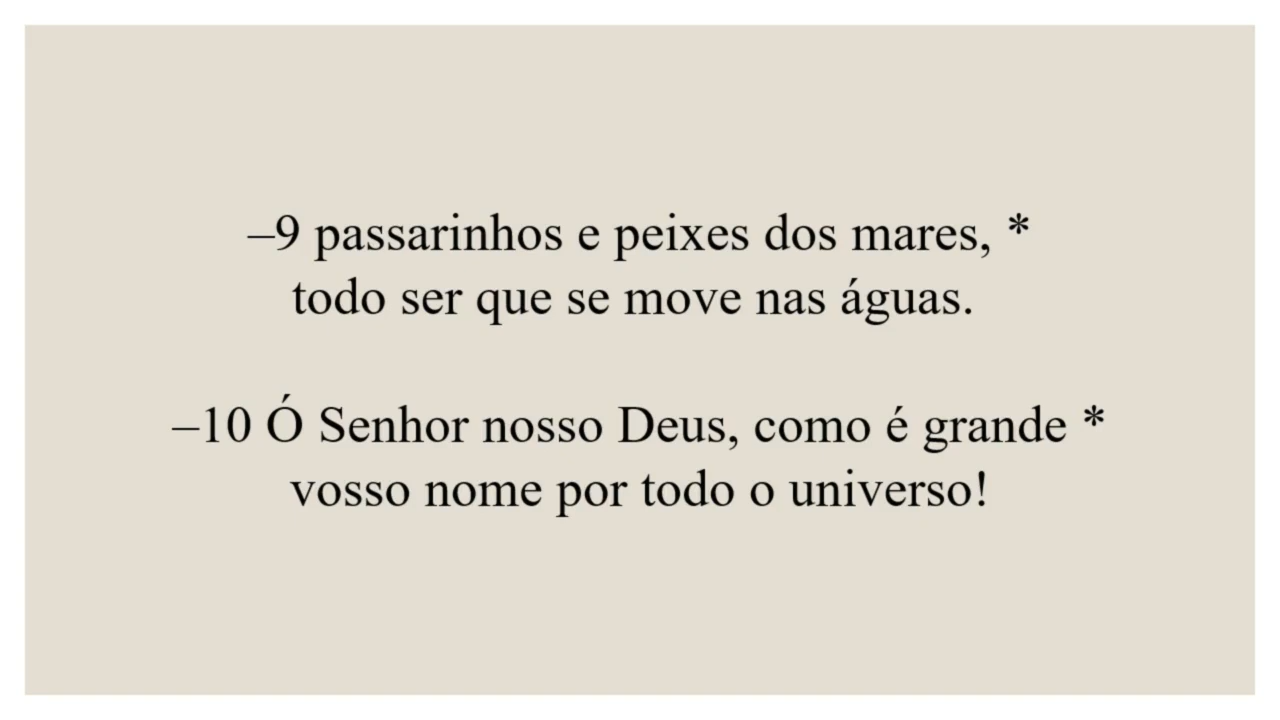 –9 passarinhos e peixes dos mares, *
todo ser que se move nas águas.
–10 Ó Senhor nosso Deus, como é grande *
vosso nome por todo o universo!